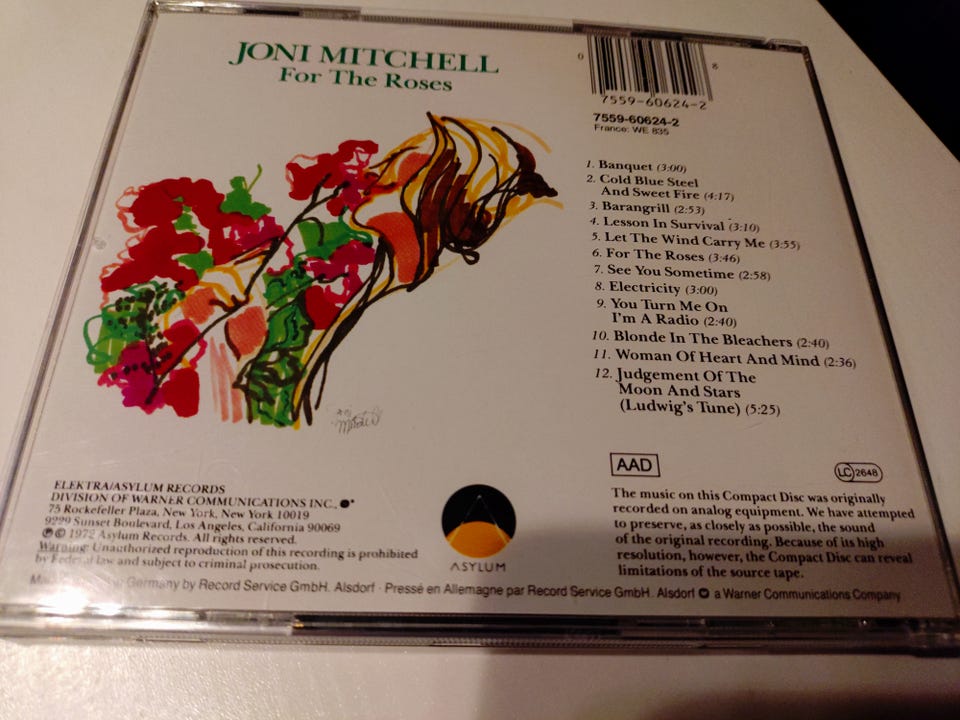 JONI MITCHELL
For The Roses
0 8
7559-60624-2
7559-60624-2
France: WE 835
1. Banquet (3:00)
2. Cold Blue Steel
And Sweet Fire (4:17)
3. Barangrill (2:53)
4. Lesson In Survival (3:10)
5. Let The Wind Carry Me (3:55)
6. For The Roses (3:46)
7. See You Sometime (2:58)
8. Electricity (3:00)
9. You Turn Me On
I'm A Radio (2:40)
10. Blonde In The Bleachers (2:40)
11. Woman Of Heart And Mind (2:36)
12. Judgement Of The
Moon And Stars
(Ludwig's Tune) (5:25)
Joni
Mitchell
AAD
LC 2648
The music on this Compact Disc was originally
recorded on analog equipment. We have attempted
to preserve, as closely as possible, the sound
of the original recording. Because of its high
resolution, however, the Compact Disc can reveal
limitations of the source tape.
ELEKTRA/ASYLUM RECORDS
DIVISION OF WARNER COMMUNICATIONS INC.,
75 Rockefeller Plaza, New York, New York 10019
9229 Sunset Boulevard, Los Angeles, California 90069
℗ © 1972 Asylum Records. All rights reserved.
Warning: Unauthorized reproduction of this recording is prohibited
by Federal law and subject to criminal prosecution.
ASYLUM
Germany by Record Service GmbH. Alsdorf · Pressé en Allemagne par Record Service GmbH. Alsdorf a Warner Communications Company